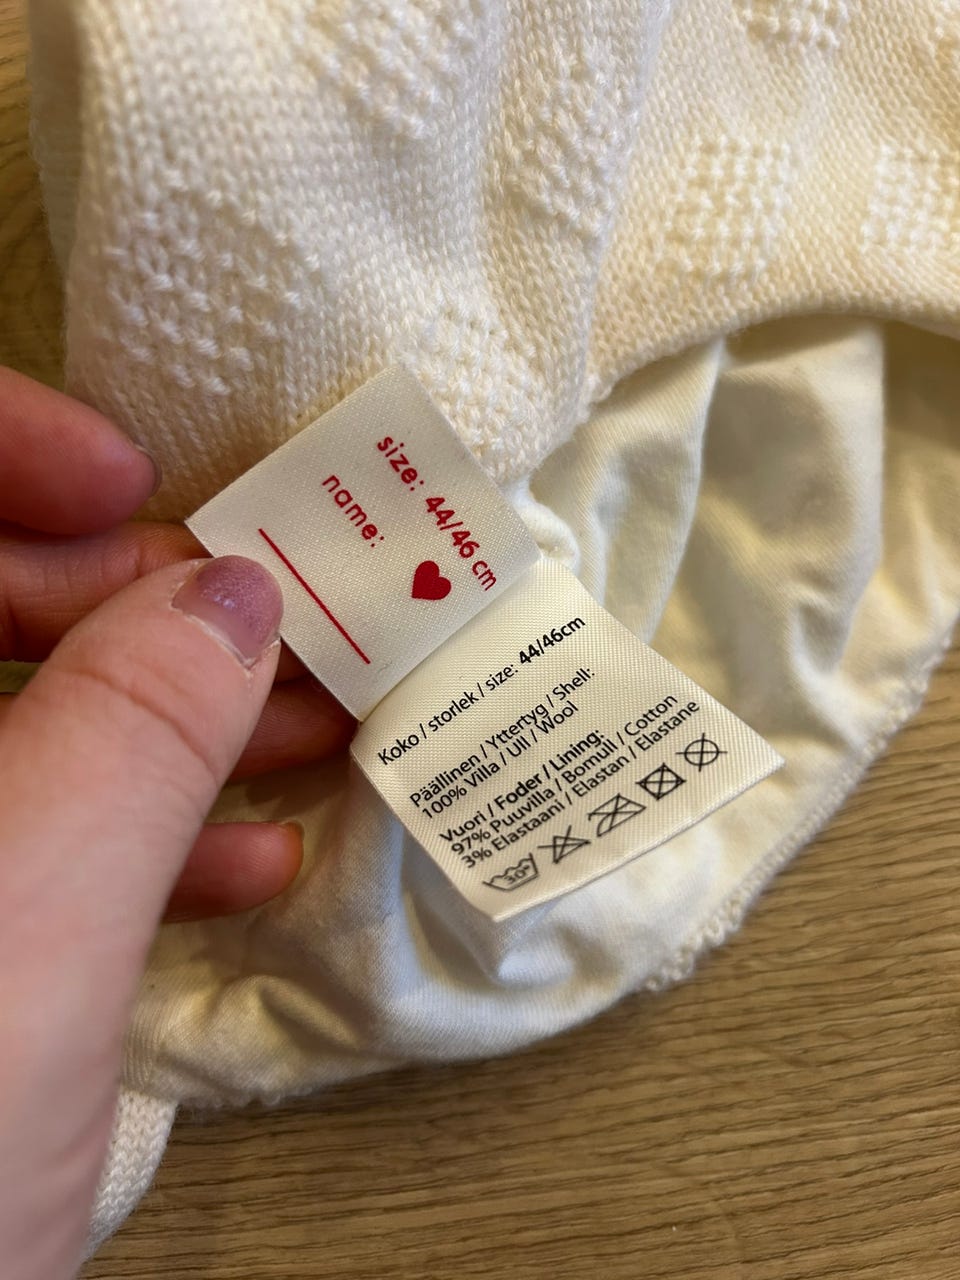 size: 44/46 cm
name:
Koko / storlek / size: 44/46cm
Päällinen / Yttertyg / Shell:
100% Villa / Ull / Wool
Vuori / Foder / Lining:
97% Puuvilla / Bomull / Cotton
3% Elastaani / Elastan / Elastane
30°